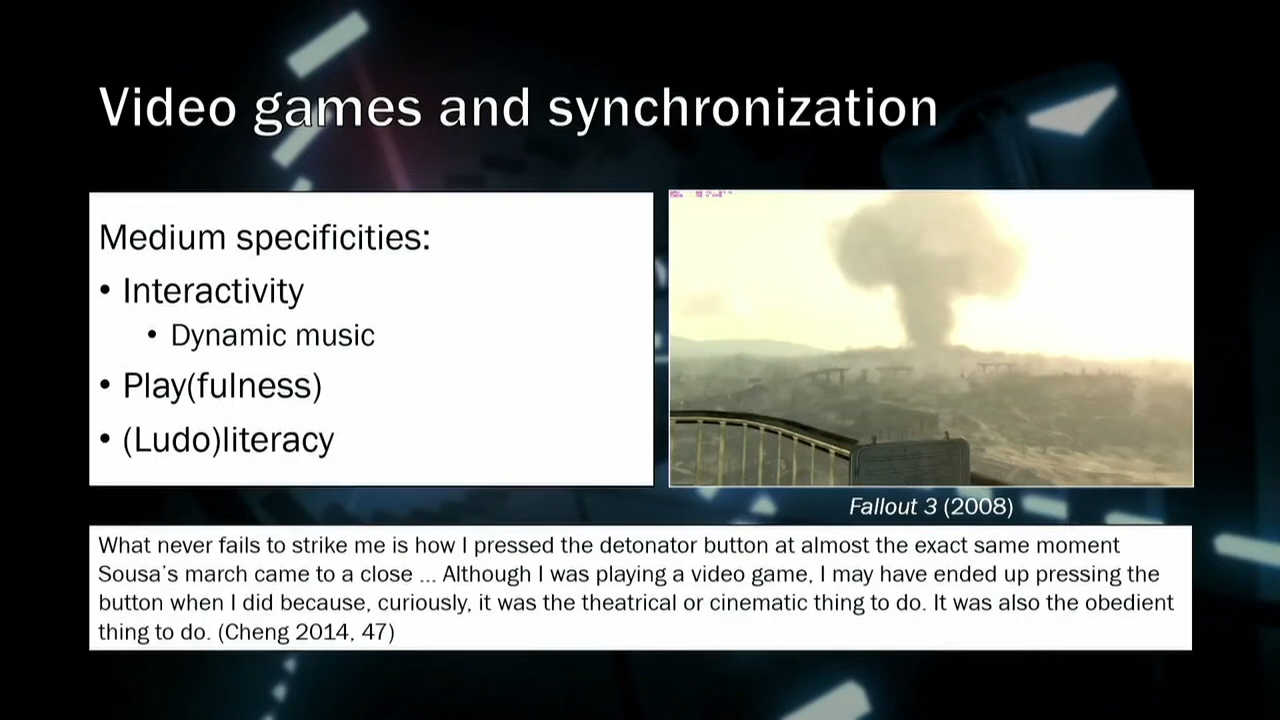 Video games and synchronization
Medium specificities:
• Interactivity
• Dynamic music
• Play(fulness)
• (Ludo)literacy
Fallout 3 (2008)
What never fails to strike me is how I pressed the detonator button at almost the exact same moment
Sousa's march came to a close ... Although I was playing a video game, I may have ended up pressing the
button when I did because, curiously, it was the theatrical or cinematic thing to do. It was also the obedient
thing to do. (Cheng 2014, 47)